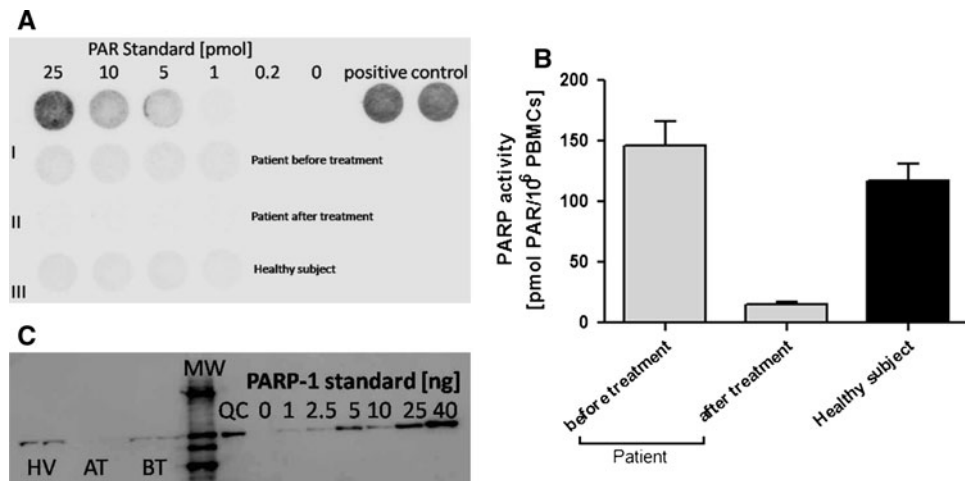 A
PAR Standard [pmol]
25 10 5 1 0.2 0 positive control
I
Patient before treatment
II
Patient after treatment
Healthy subject
III
B
PARP activity
[pmol PAR/10^6 PBMCs]
200
150
100
50
0
before treatment
after treatment
Healthy subject
Patient
C
MW
PARP-1 standard [ng]
QC 0 1 2.5 5 10 25 40
HV AT BT